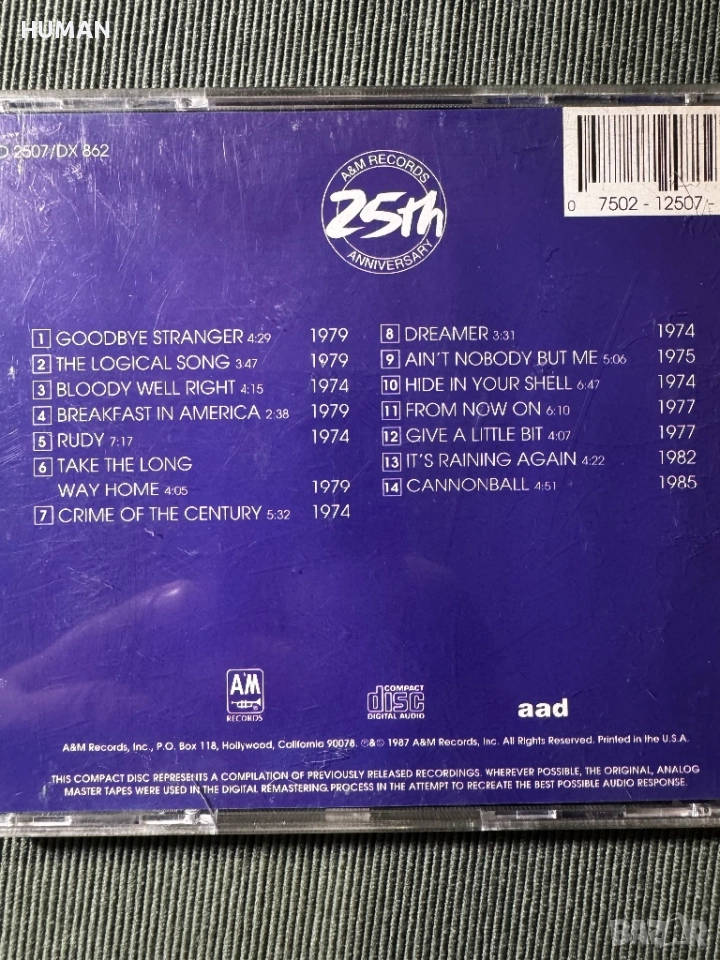 HUMAN
D 2507/DX 862
A&M RECORDS
25th
ANNIVERSARY
0 7502 - 12507 -
1 GOODBYE STRANGER 4:29 1979
2 THE LOGICAL SONG 3:47 1979
3 BLOODY WELL RIGHT 4:15 1974
4 BREAKFAST IN AMERICA 2:38 1979
5 RUDY 7:17 1974
6 TAKE THE LONG
WAY HOME 4:05 1979
7 CRIME OF THE CENTURY 5:32 1974
8 DREAMER 3:31 1974
9 AIN'T NOBODY BUT ME 5:06 1975
10 HIDE IN YOUR SHELL 6:47 1974
11 FROM NOW ON 6:10 1977
12 GIVE A LITTLE BIT 4:07 1977
13 IT'S RAINING AGAIN 4:22 1982
14 CANNONBALL 4:51 1985
A&M
RECORDS
COMPACT
disc
DIGITAL AUDIO
aad
A&M Records, Inc., P.O. Box 118, Hollywood, California 90078. ℗&© 1987 A&M Records, Inc. All Rights Reserved. Printed in the U.S.A.
THIS COMPACT DISC REPRESENTS A COMPILATION OF PREVIOUSLY RELEASED RECORDINGS. WHEREVER POSSIBLE, THE ORIGINAL, ANALOG
MASTER TAPES WERE USED IN THE DIGITAL REMASTERING PROCESS IN THE ATTEMPT TO RECREATE THE BEST POSSIBLE AUDIO RESPONSE.
BAZAR